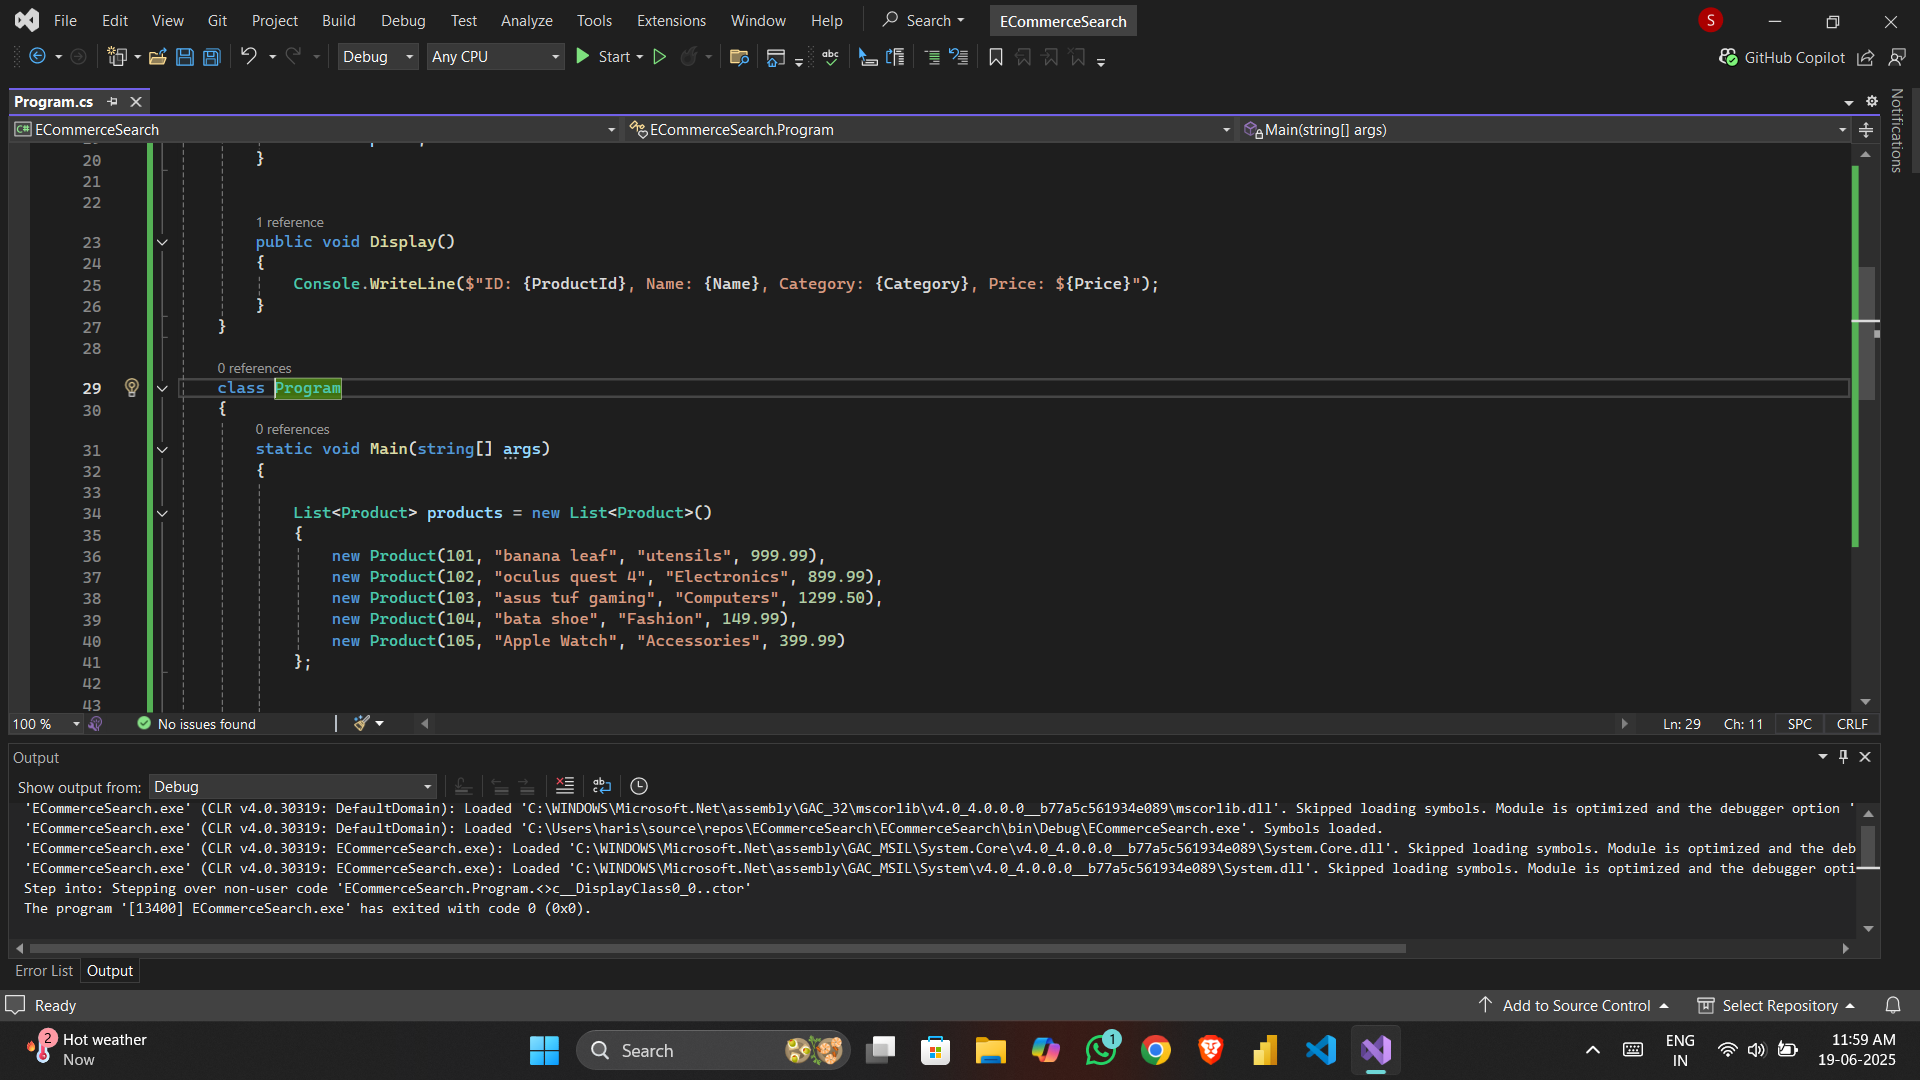 File Edit View Git Project Build Debug Test Analyze Tools Extensions Window Help Search ECommerceSearch S
Debug Any CPU Start GitHub Copilot
Program.cs
ECommerceSearch ECommerceSearch.Program Main(string[] args)
Notifications
20 }
21
22
1 reference
23 public void Display()
24 {
25 Console.WriteLine($"ID: {ProductId}, Name: {Name}, Category: {Category}, Price: ${Price}");
26 }
27 }
28
0 references
29 class Program
30 {
0 references
31 static void Main(string[] args)
32 {
33
34 List<Product> products = new List<Product>()
35 {
36 new Product(101, "banana leaf", "utensils", 999.99),
37 new Product(102, "oculus quest 4", "Electronics", 899.99),
38 new Product(103, "asus tuf gaming", "Computers", 1299.50),
39 new Product(104, "bata shoe", "Fashion", 149.99),
40 new Product(105, "Apple Watch", "Accessories", 399.99)
41 };
42
43
100 % No issues found Ln: 29 Ch: 11 SPC CRLF
Output
Show output from: Debug
'ECommerceSearch.exe' (CLR v4.0.30319: DefaultDomain): Loaded 'C:\WINDOWS\Microsoft.Net\assembly\GAC_32\mscorlib\v4.0_4.0.0.0__b77a5c561934e089\mscorlib.dll'. Skipped loading symbols. Module is optimized and the debugger option '
'ECommerceSearch.exe' (CLR v4.0.30319: DefaultDomain): Loaded 'C:\Users\haris\source\repos\ECommerceSearch\ECommerceSearch\bin\Debug\ECommerceSearch.exe'. Symbols loaded.
'ECommerceSearch.exe' (CLR v4.0.30319: ECommerceSearch.exe): Loaded 'C:\WINDOWS\Microsoft.Net\assembly\GAC_MSIL\System.Core\v4.0_4.0.0.0__b77a5c561934e089\System.Core.dll'. Skipped loading symbols. Module is optimized and the deb
'ECommerceSearch.exe' (CLR v4.0.30319: ECommerceSearch.exe): Loaded 'C:\WINDOWS\Microsoft.Net\assembly\GAC_MSIL\System\v4.0_4.0.0.0__b77a5c561934e089\System.dll'. Skipped loading symbols. Module is optimized and the debugger opti
Step into: Stepping over non-user code 'ECommerceSearch.Program.<>c__DisplayClass0_0..ctor'
The program '[13400] ECommerceSearch.exe' has exited with code 0 (0x0).
Error List Output
Ready Add to Source Control Select Repository
2 Hot weather
Now
Search
1
ENG
IN
11:59 AM
19-06-2025